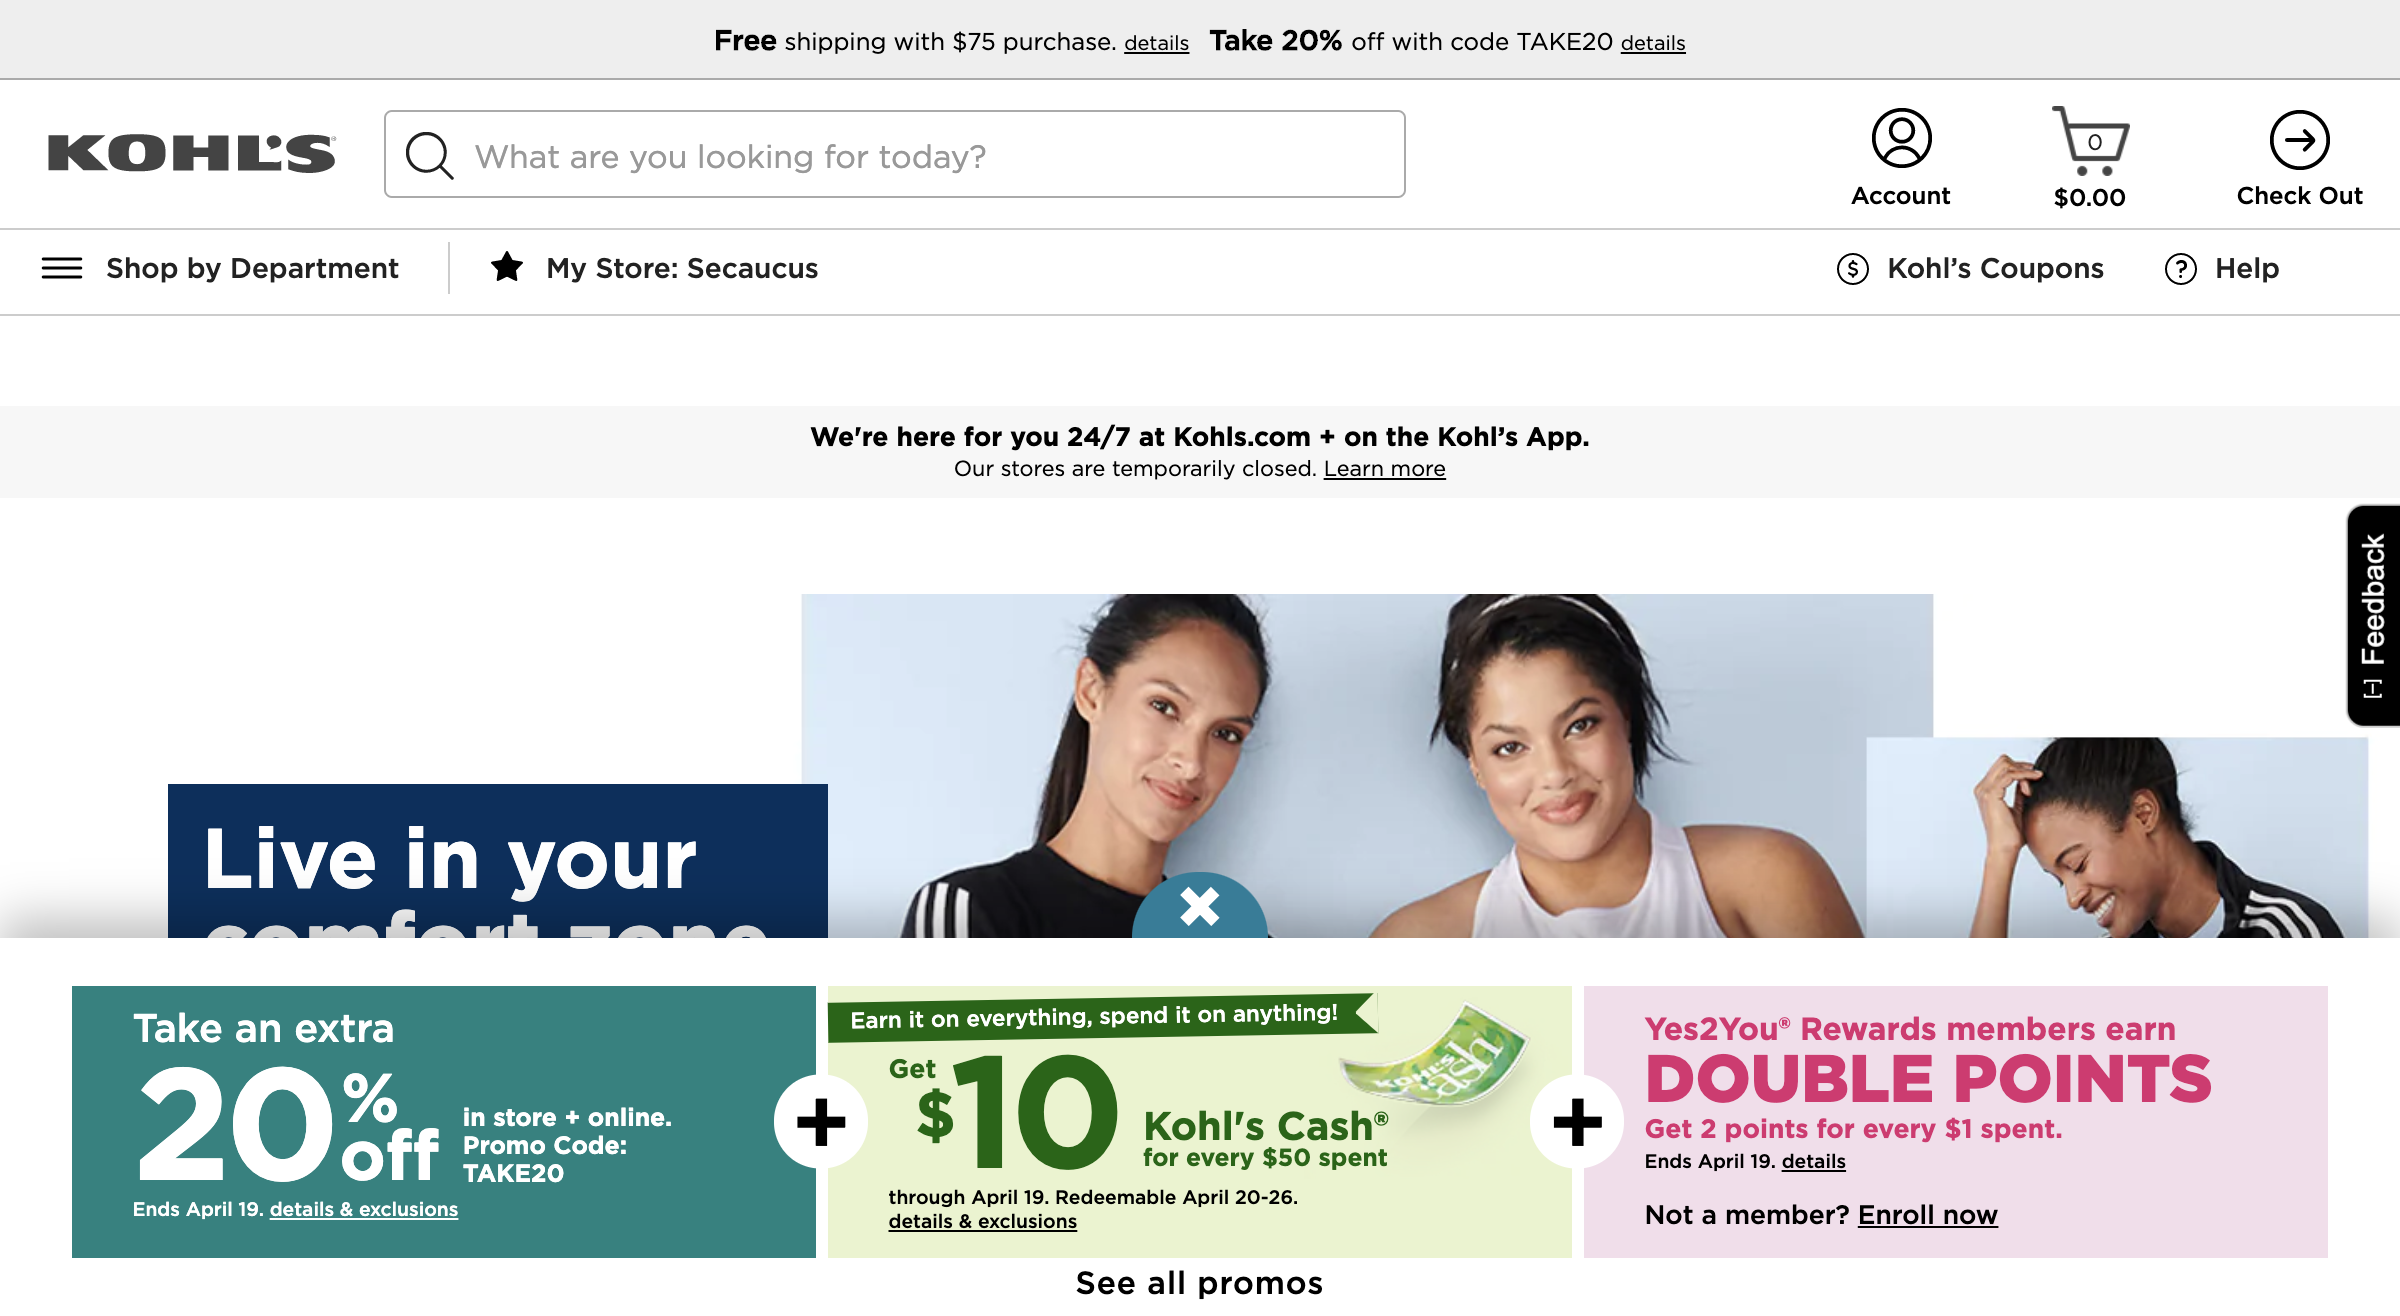 Free shipping with $75 purchase. details Take 20% off with code TAKE20 details
KOHL'S
What are you looking for today?
0
Account
$0.00
Check Out
Shop by Department
My Store: Secaucus
$ Kohl's Coupons
? Help
We're here for you 24/7 at Kohls.com + on the Kohl's App.
Our stores are temporarily closed. Learn more
[-] Feedback
Live in your
comfort zone
Take an extra
20% off
in store + online.
Promo Code:
TAKE20
Ends April 19. details & exclusions
+
Earn it on everything, spend it on anything!
Get
$10
Kohl's Cash®
for every $50 spent
KOHL'S
Cash
through April 19. Redeemable April 20-26.
details & exclusions
+
Yes2You® Rewards members earn
DOUBLE POINTS
Get 2 points for every $1 spent.
Ends April 19. details
Not a member? Enroll now
See all promos